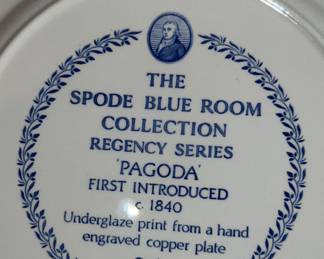 THE
SPODE BLUE ROOM
COLLECTION
REGENCY SERIES
'PAGODA'
FIRST INTRODUCED
c. 1840
Underglaze print from a hand
engraved copper plate